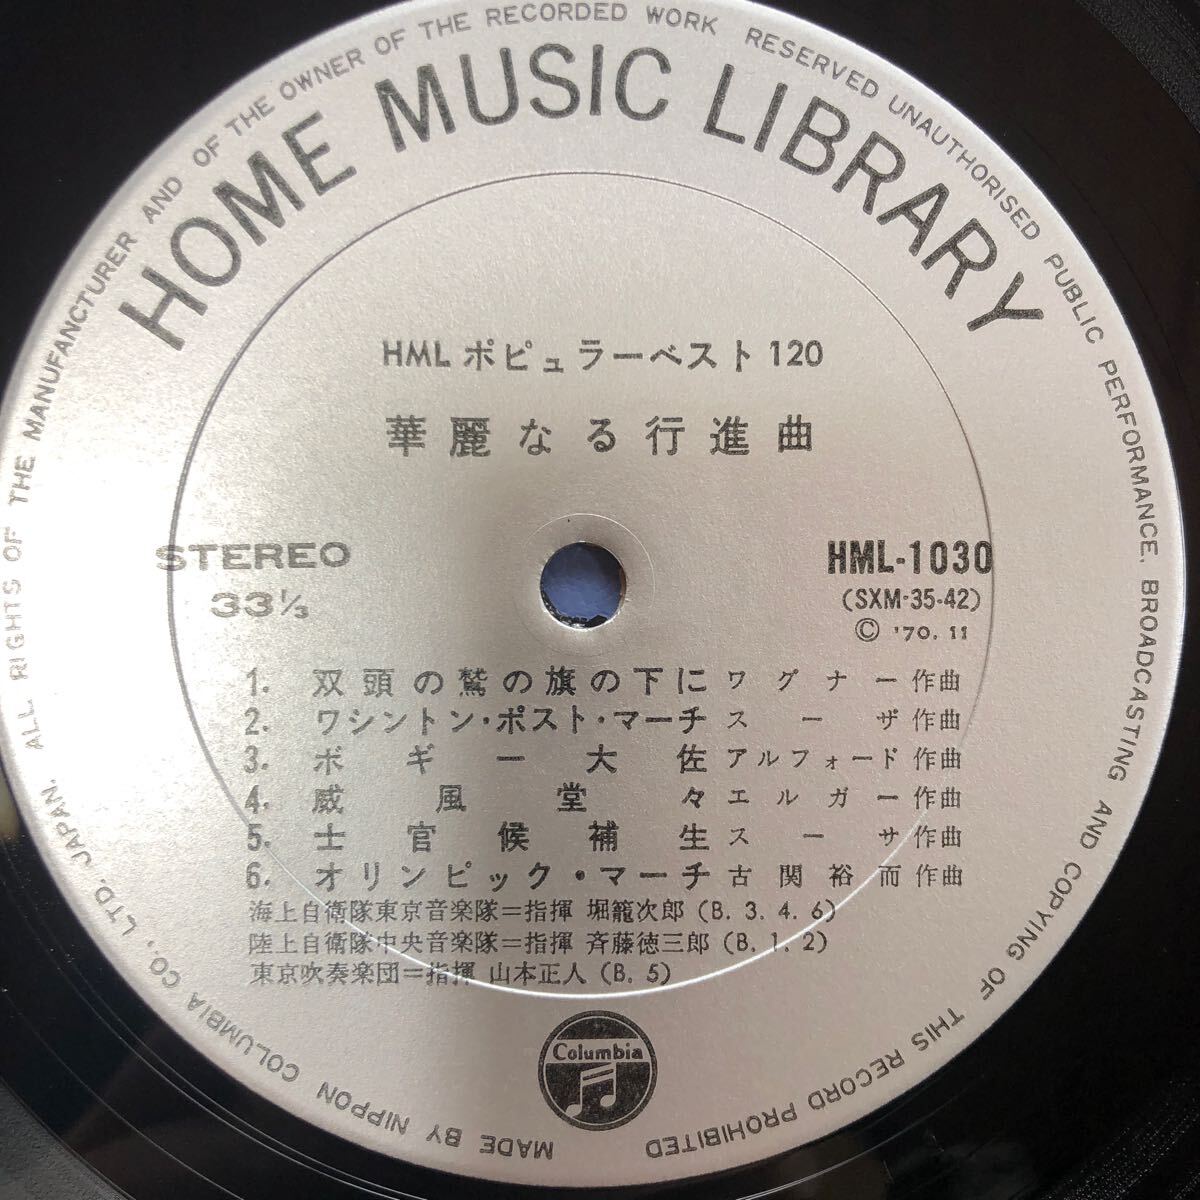 ALL RIGHTS OF THE MANUFANCTURER AND OF THE OWNER OF THE RECORDED WORK RESERVED UNAUTHORISED PUBLIC PERFORMANCE, BROADCASTING AND COPYING OF THIS RECORD PROHIBITED
HOME MUSIC LIBRARY
HML ポピュラーベスト 120
華麗なる行進曲
STEREO
33⅓
HML-1030
(SXM-35-42)
© '70. 11
1. 双頭の鷲の旗の下に ワグナー作曲
2. ワシントン・ポスト・マーチ スーザ作曲
3. ボギー大佐 アルフォード作曲
4. 威風堂々 エルガー作曲
5. 士官候補生 スーサ作曲
6. オリンピック・マーチ 古関裕而作曲
海上自衛隊東京音楽隊＝指揮 堀籠次郎 (B. 3. 4. 6)
陸上自衛隊中央音楽隊＝指揮 斉藤徳三郎 (B. 1. 2)
東京吹奏楽団＝指揮 山本正人 (B. 5)
Columbia
MADE BY NIPPON COLUMBIA CO., LTD. JAPAN.